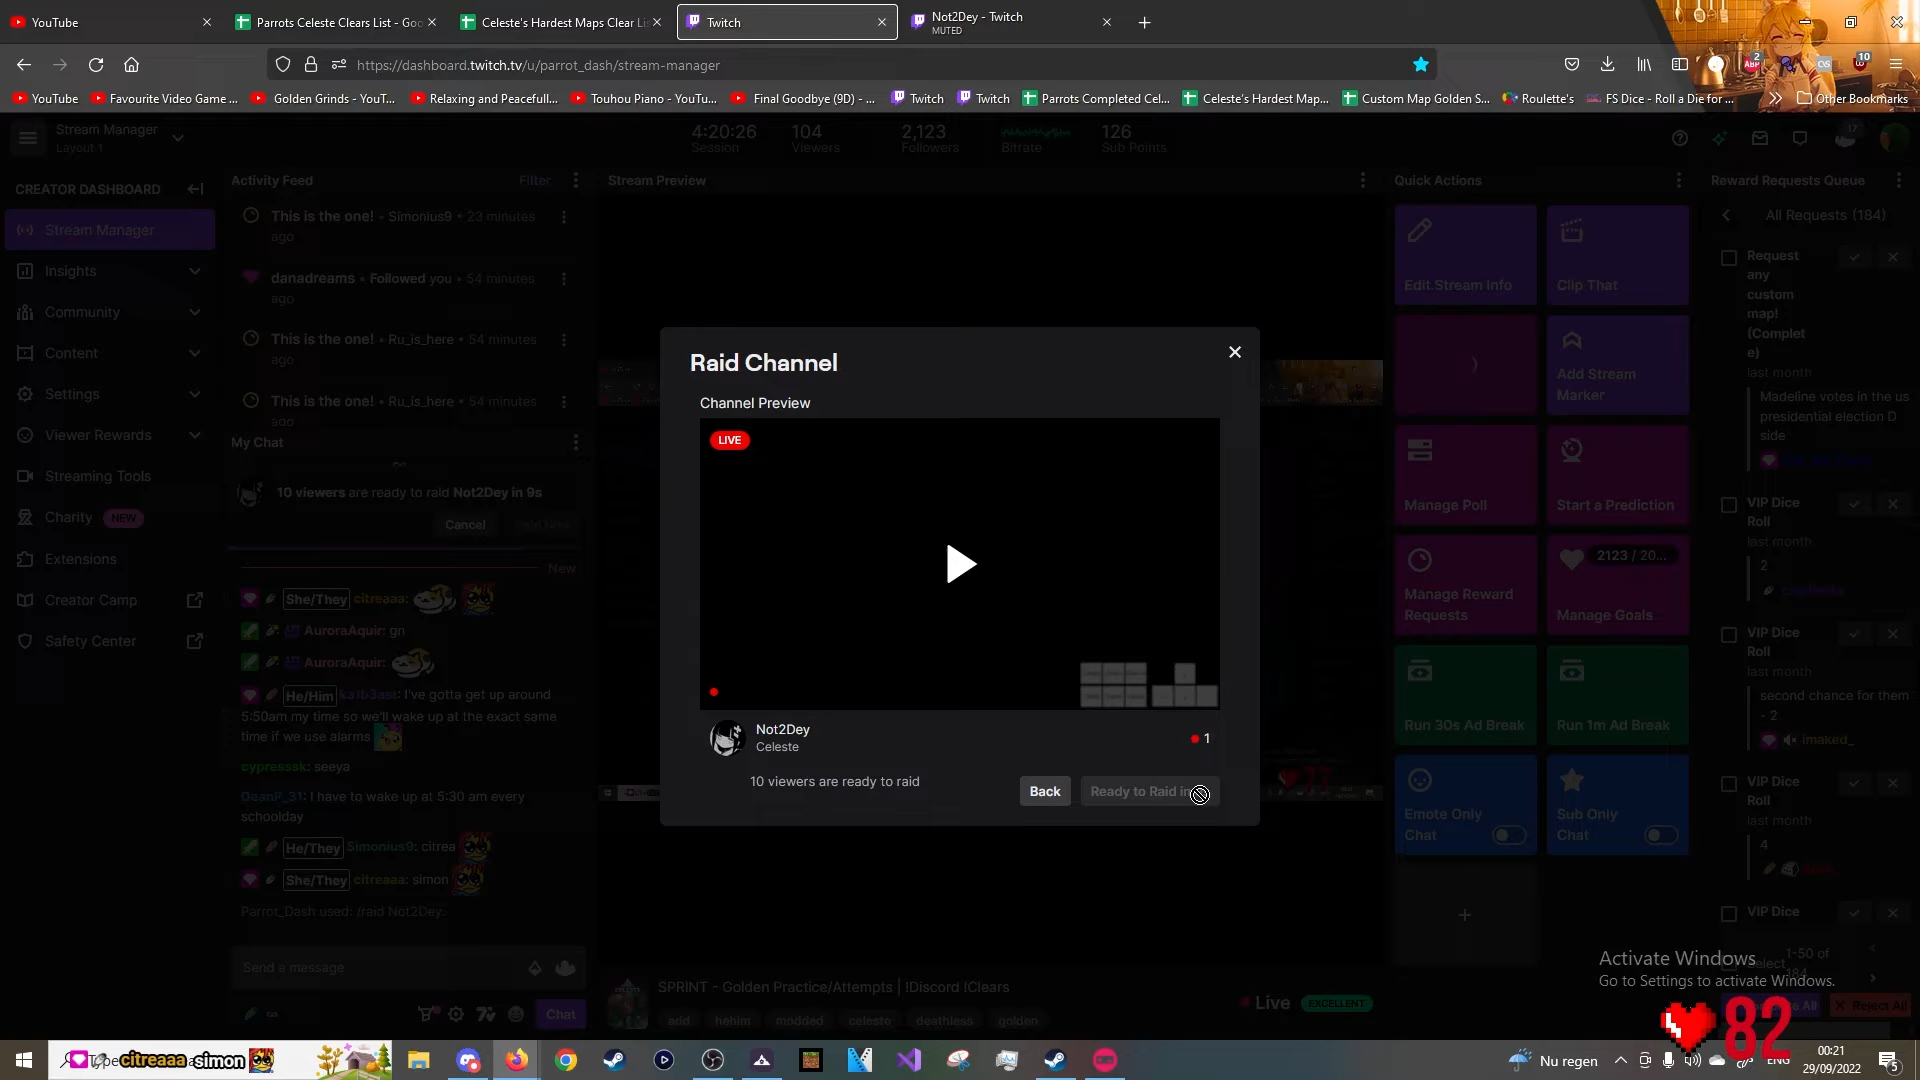 YouTube
Parrots Celeste Clears List - Goo
Celeste's Hardest Maps Clear Li
Twitch
Not2Dey - Twitch
MUTED
https://dashboard.twitch.tv/u/parrot_dash/stream-manager
2
10
YouTube
Favourite Video Game ...
Golden Grinds - YouT...
Relaxing and Peacefull...
Touhou Piano - YouTu...
Final Goodbye (9D) - ...
Twitch
Twitch
Parrots Completed Cel...
Celeste's Hardest Map...
Custom Map Golden S...
Roulette's
FS Dice - Roll a Die for ...
Other Bookmarks
Stream Manager
Layout 1
4:20:26
Session
104
Viewers
2,123
Followers
Bitrate
126
Sub Points
17
CREATOR DASHBOARD
Stream Manager
Insights
Community
Content
Settings
Viewer Rewards
Streaming Tools
Charity NEW
Extensions
Creator Camp
Safety Center
Activity Feed
Filter
This is the one! • Simonius9 • 23 minutes
ago
danadreams • Followed you • 54 minutes
ago
This is the one! • Ru_is_here • 54 minutes
ago
This is the one! • Ru_is_here • 54 minutes
ago
My Chat
10 viewers are ready to raid Not2Dey in 9s
Cancel
New
She/They citreaaa:
AuroraAquir: gn
AuroraAquir:
He/Him ka1b3ast: I've gotta get up around
5:50am my time so we'll wake up at the exact same
time if we use alarms
cypresssk: seeya
DeanP_31: I have to wake up at 5:30 am every
schoolday
He/They Simonius9: citrea
She/They citreaaa: simon
Parrot_Dash used: /raid Not2Dey:
Send a message
Chat
Stream Preview
Raid Channel
Channel Preview
LIVE
Not2Dey
Celeste
1
10 viewers are ready to raid
Back
Ready to Raid in
SPRINT - Golden Practice/Attempts | !Discord !Clears
add
hehim
modded
celeste
deathless
golden
Live
EXCELLENT
Quick Actions
Edit Stream Info
Clip That
Add Stream
Marker
Manage Poll
Start a Prediction
Manage Reward
Requests
2123 / 20...
Manage Goals
Run 30s Ad Break
Run 1m Ad Break
Emote Only
Chat
Sub Only
Chat
Reward Requests Queue
All Requests (184)
Request
any
custom
map!
(Complet
e)
last month
Madeline votes in the us
presidential election D
side
VIP Dice
Roll
last month
2
VIP Dice
Roll
last month
second chance for them
- 2
imaked_
VIP Dice
Roll
last month
4
VIP Dice
1-50 of
184
Select
All
Reject All
Activate Windows
Go to Settings to activate Windows.
82
Type
citreaaa simon
Nu regen
ENG
00:21
29/09/2022
5